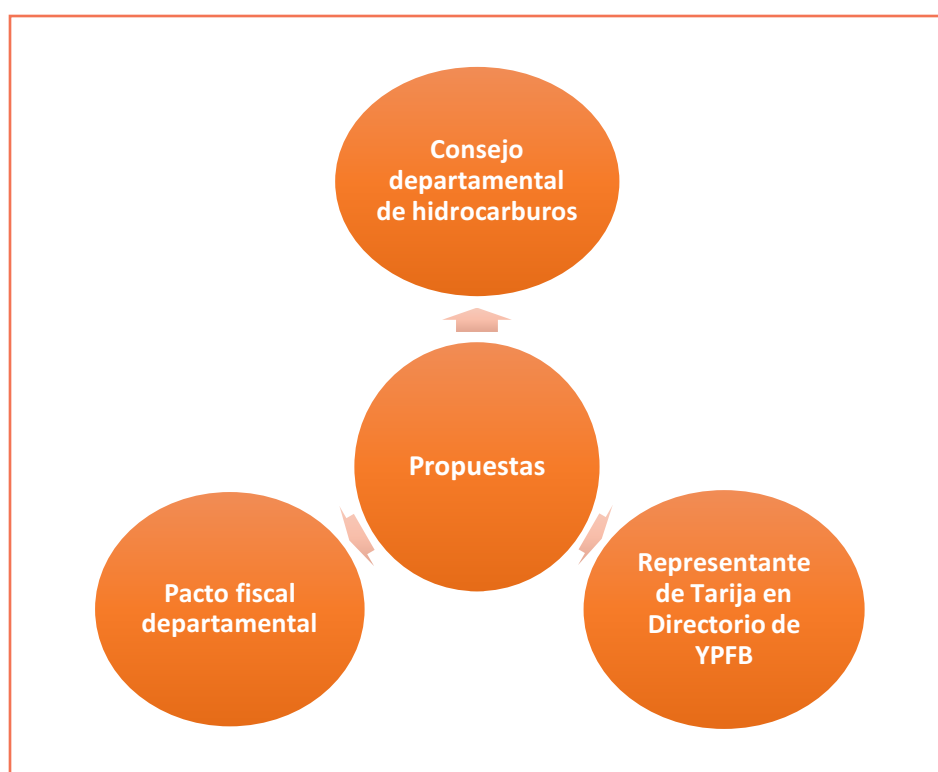 Consejo
departamental
de hidrocarburos
Propuestas
Pacto fiscal
departamental
Representante
de Tarija en
Directorio de
YPFB